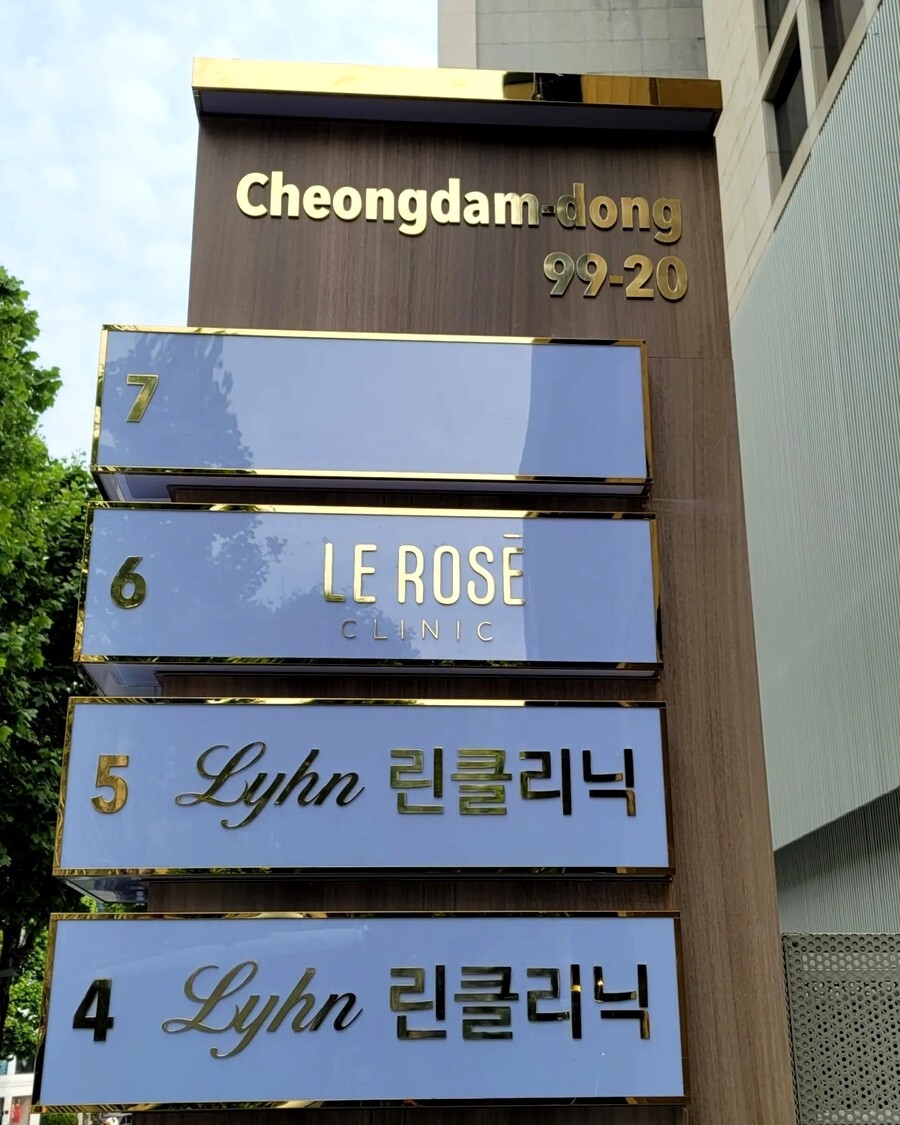 Cheongdam-dong
99-20
7
6 LE ROSĒ
CLINIC
5 Lyhn 린클리닉
4 Lyhn 린클리닉